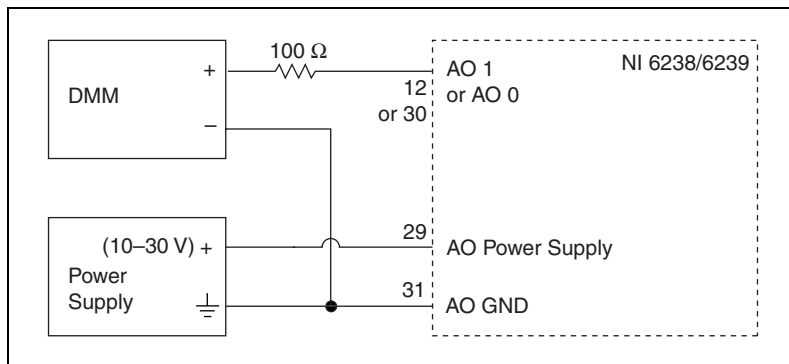 100 Ω
NI 6238/6239
+
AO 1
DMM
12
or AO 0
or 30
–
29
(10–30 V) +
AO Power Supply
Power
Supply
31
AO GND